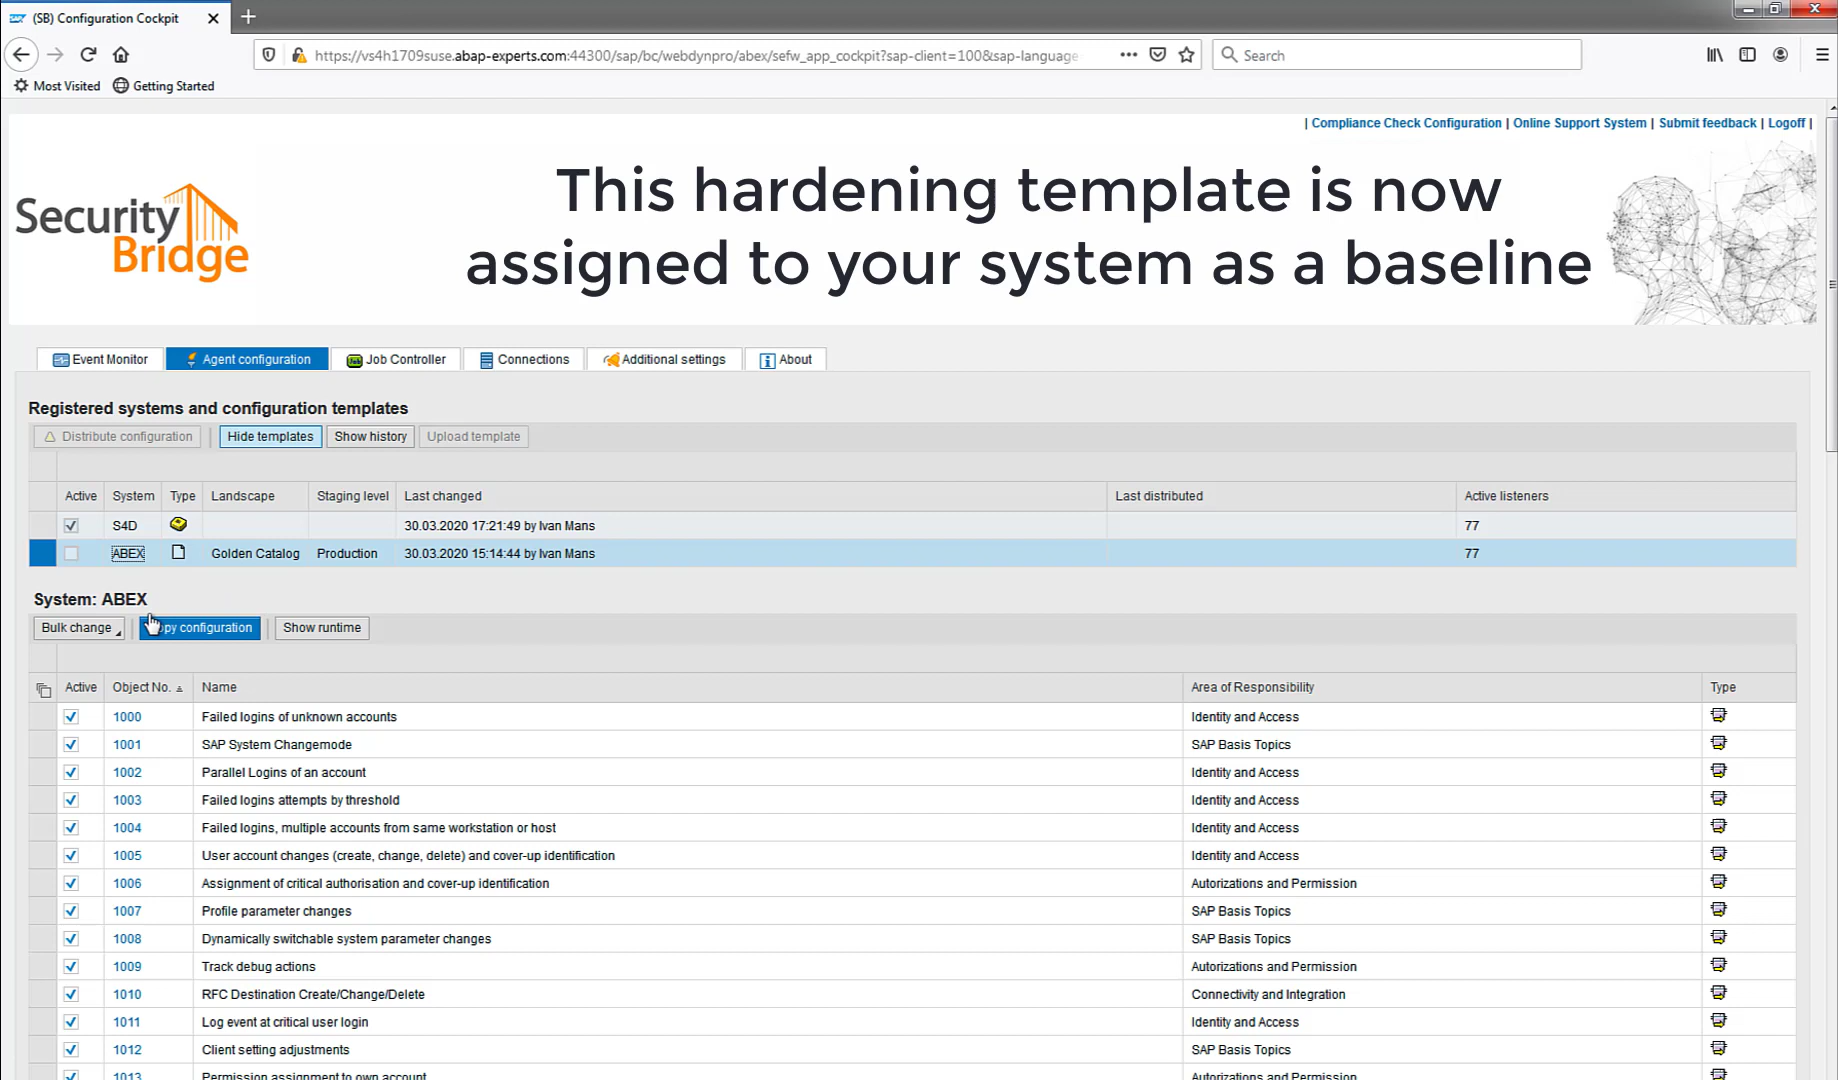 (SB) Configuration Cockpit
https://vs4h1709suse.abap-experts.com:44300/sap/bc/webdynpro/abex/sefw_app_cockpit?sap-client=100&sap-language
Search
Most Visited
Getting Started
| Compliance Check Configuration | Online Support System | Submit feedback | Logoff |
Security
Bridge
This hardening template is now
assigned to your system as a baseline
Event Monitor
Agent configuration
Job Controller
Connections
Additional settings
About
Registered systems and configuration templates
Distribute configuration
Hide templates
Show history
Upload template
Active System Type Landscape Staging level Last changed Last distributed Active listeners
S4D 30.03.2020 17:21:49 by Ivan Mans 77
ABEX Golden Catalog Production 30.03.2020 15:14:44 by Ivan Mans 77
System: ABEX
Bulk change
opy configuration
Show runtime
Active Object No. Name Area of Responsibility Type
1000 Failed logins of unknown accounts Identity and Access
1001 SAP System Changemode SAP Basis Topics
1002 Parallel Logins of an account Identity and Access
1003 Failed logins attempts by threshold Identity and Access
1004 Failed logins, multiple accounts from same workstation or host Identity and Access
1005 User account changes (create, change, delete) and cover-up identification Identity and Access
1006 Assignment of critical authorisation and cover-up identification Autorizations and Permission
1007 Profile parameter changes SAP Basis Topics
1008 Dynamically switchable system parameter changes SAP Basis Topics
1009 Track debug actions Autorizations and Permission
1010 RFC Destination Create/Change/Delete Connectivity and Integration
1011 Log event at critical user login Identity and Access
1012 Client setting adjustments SAP Basis Topics
1013 Permission assignment to own account Autorizations and Permission